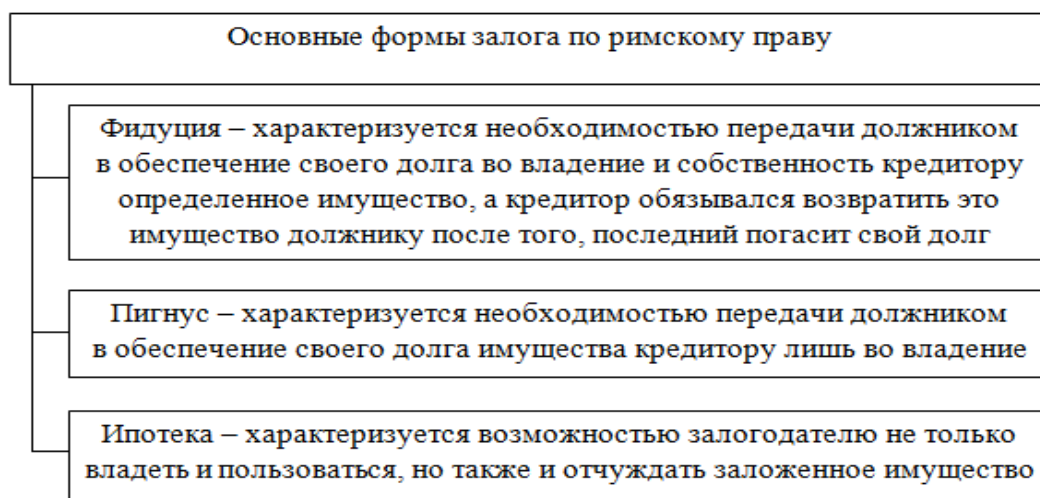 Основные формы залога по римскому праву
Фидуция – характеризуется необходимостью передачи должником
в обеспечение своего долга во владение и собственность кредитору
определенное имущество, а кредитор обязывался возвратить это
имущество должнику после того, последний погасит свой долг
Пигнус – характеризуется необходимостью передачи должником
в обеспечение своего долга имущества кредитору лишь во владение
Ипотека – характеризуется возможностью залогодателю не только
владеть и пользоваться, но также и отчуждать заложенное имущество